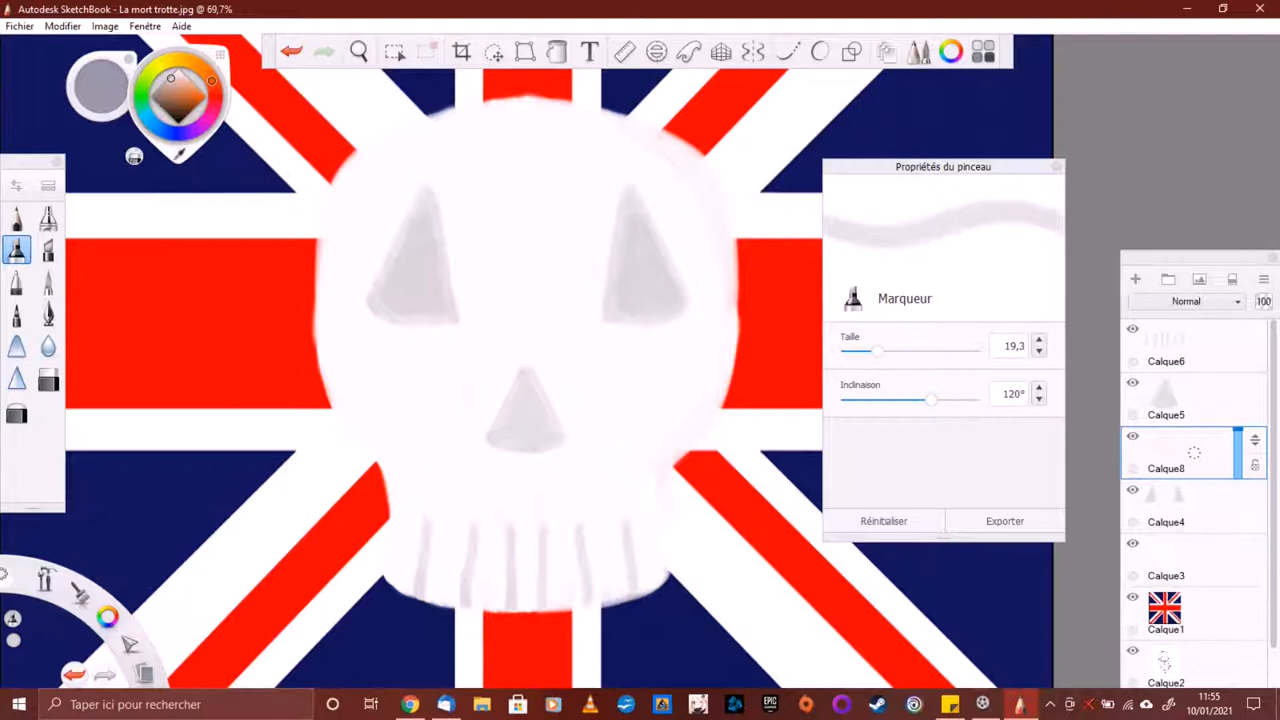 Autodesk SketchBook - La mort trotte.jpg @ 69,7%
Fichier Modifier Image Fenêtre Aide
T
Propriétés du pinceau
Marqueur
Taille
19,3
Inclinaison
120°
Réinitialiser Exporter
Normal 100
Calque6
Calque5
Calque8
Calque4
Calque3
Calque1
Calque2
Taper ici pour rechercher
EPIC
11:55
10/01/2021